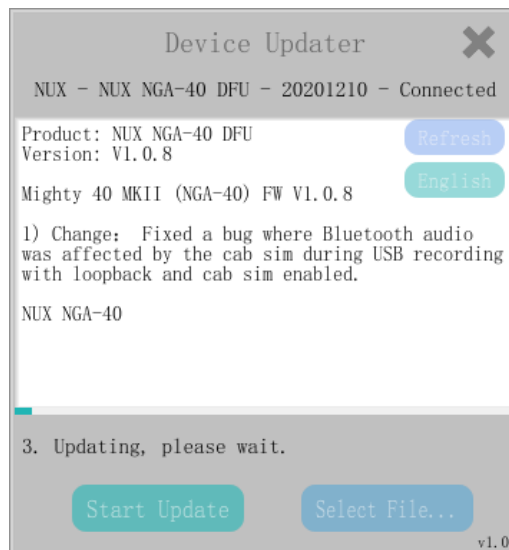 Device Updater
NUX - NUX NGA-40 DFU - 20201210 - Connected
Product: NUX NGA-40 DFU
Refresh
Version: V1.0.8
English
Mighty 40 MKII (NGA-40) FW V1.0.8
1) Change: Fixed a bug where Bluetooth audio
was affected by the cab sim during USB recording
with loopback and cab sim enabled.
NUX NGA-40
3. Updating, please wait.
Start Update
Select File...
v1.0